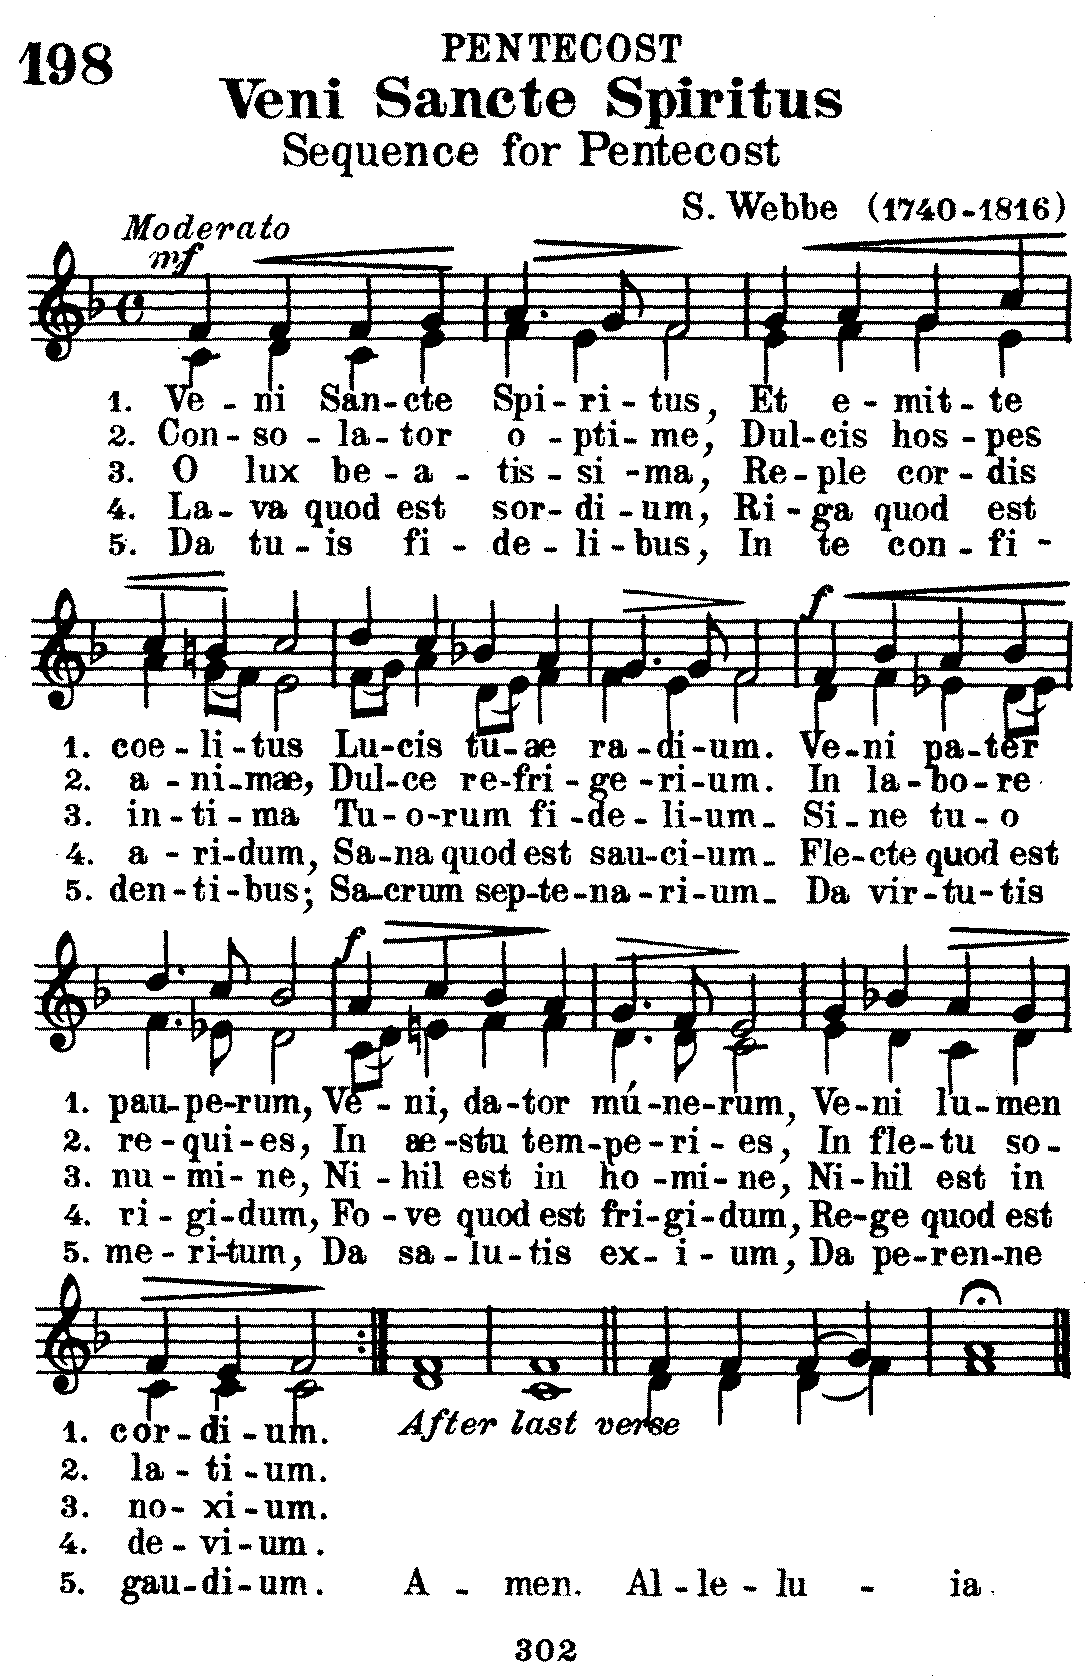 198
PENTECOST
Veni Sancte Spiritus
Sequence for Pentecost
S. Webbe (1740-1816)
Moderato
mf
1. Ve - ni San-cte Spi- ri - tus, Et e - mit - te
2. Con - so - la - tor o - pti- me, Dul-cis hos - pes
3. O lux be - a - tis - si -ma, Re- ple cor - dis
4. La- va quod est sor- di - um, Ri - ga quod est
5. Da tu - is fi - de - li - bus, In te con - fi -
f
1. coe - li - tus Lu-cis tu-æ ra - di - um. Ve-ni pa-ter
2. a - ni-mæ, Dul-ce re-fri - ge - ri - um. In la - bo - re
3. in - ti - ma Tu - o-rum fi -de - li-um- Si - ne tu - o
4. a - ri-dum, Sa-na quod est sau-ci-um- Fle-cte quod est
5. den-ti-bus; Sa-crum sep-te-na-ri-um- Da vir-tu-tis
f
1. pau-pe-rum, Ve - ni, da-tor mú-ne-rum, Ve-ni lu-men
2. re - qui - es, In æ-stu tem-pe - ri - es, In fle- tu so-
3. nu - mi- ne, Ni - hil est in ho -mi- ne, Ni-hil est in
4. ri - gi-dum, Fo - ve quod est fri-gi-dum, Re-ge quod est
5. me - ri-tum, Da sa - lu - tis ex- i - um, Da pe-ren-ne
After last verse
1. cor- di - um.
2. la - ti - um.
3. no- xi - um.
4. de - vi - um.
5. gau-di-um. A - men. Al - le - lu - ia.
302